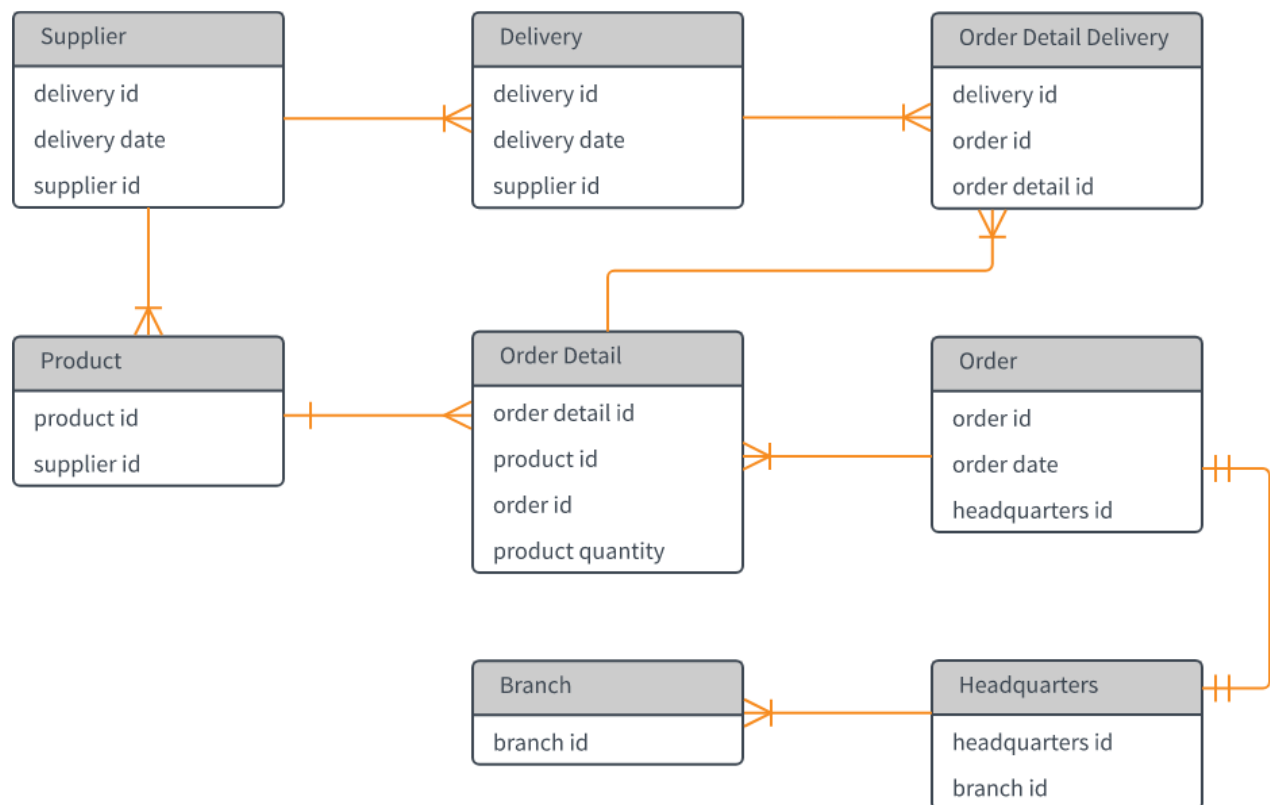 Supplier
delivery id
delivery date
supplier id
Delivery
delivery id
delivery date
supplier id
Order Detail Delivery
delivery id
order id
order detail id
Product
product id
supplier id
Order Detail
order detail id
product id
order id
product quantity
Order
order id
order date
headquarters id
Branch
branch id
Headquarters
headquarters id
branch id